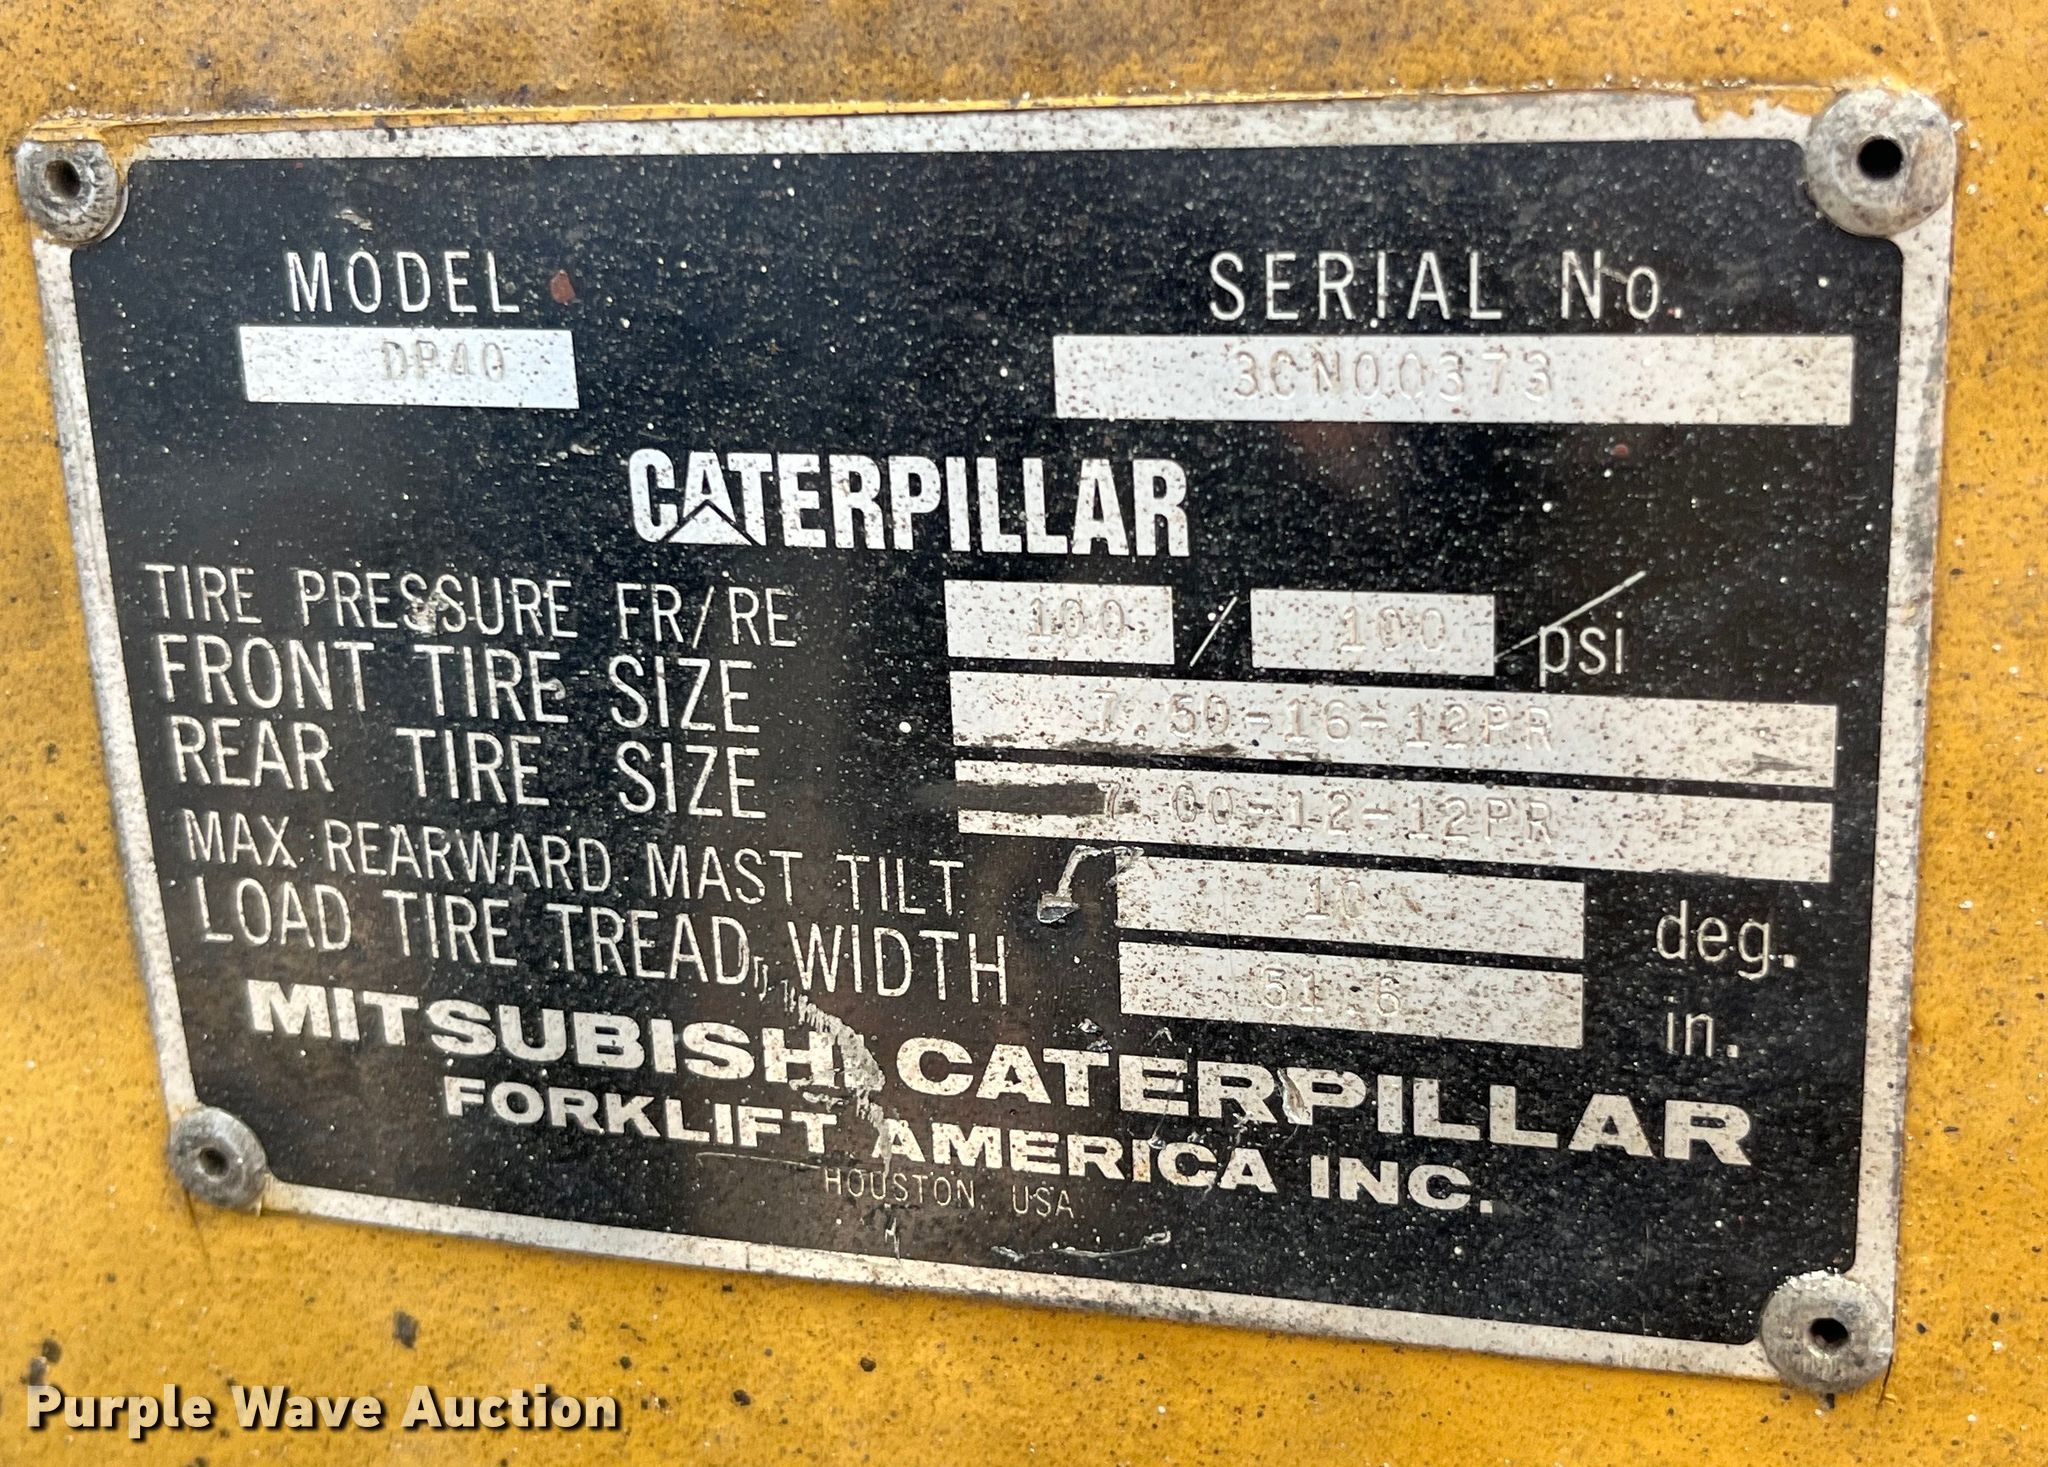 MODEL SERIAL No.
DP40 3CN00373
CATERPILLAR
TIRE PRESSURE FR/RE 100 / 100 psi
FRONT TIRE SIZE 7.50-16-12PR
REAR TIRE SIZE 7.00-12-12PR
MAX. REARWARD MAST TILT 10 deg.
LOAD TIRE TREAD WIDTH 51.6 in.
MITSUBISHI CATERPILLAR
FORKLIFT AMERICA INC.
HOUSTON, USA
Purple Wave Auction